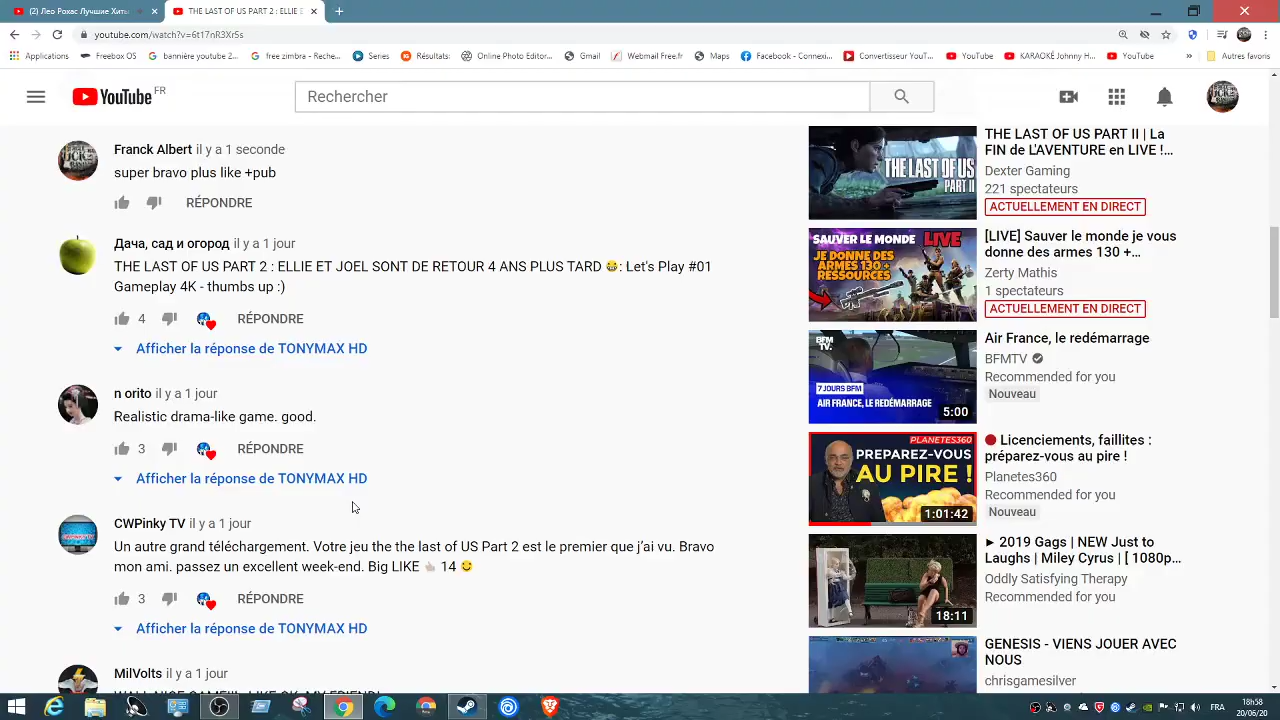 (2) Лео Рохас Лучшие Хиты
THE LAST OF US PART 2 : ELLIE E
youtube.com/watch?v=6t17nR3Xr5s
Applications
Freebox OS
bannière youtube 2...
free zimbra - Reche...
Series
Résultats:
Online Photo Editor...
Gmail
Webmail Free.fr
Maps
Facebook - Connex...
Convertisseur YouT...
YouTube
KARAOKÉ Johnny H...
YouTube
Autres favoris
YouTube FR
Rechercher
Franck Albert il y a 1 seconde
super bravo plus like +pub
RÉPONDRE
Дача, сад и огород il y a 1 jour
THE LAST OF US PART 2 : ELLIE ET JOEL SONT DE RETOUR 4 ANS PLUS TARD 😂: Let's Play #01
Gameplay 4K - thumbs up :)
4 RÉPONDRE
Afficher la réponse de TONYMAX HD
n orito il y a 1 jour
Realistic drama-like game. good.
3 RÉPONDRE
Afficher la réponse de TONYMAX HD
CWPinky TV il y a 1 jour
Un autre grand téléchargement. Votre jeu the the last of US Part 2 est le premier que j'ai vu. Bravo
mon ami. passez un excellent week-end. Big LIKE 👍🏻 14 😃
3 RÉPONDRE
Afficher la réponse de TONYMAX HD
MilVolts il y a 1 jour
THE LAST OF US
PART II
THE LAST OF US PART II | La
FIN de L'AVENTURE en LIVE !...
Dexter Gaming
221 spectateurs
ACTUELLEMENT EN DIRECT
SAUVER LE MONDE LIVE
JE DONNE DES
ARMES 130 +
RESSOURCES
[LIVE] Sauver le monde je vous
donne des armes 130 +...
Zerty Mathis
1 spectateurs
ACTUELLEMENT EN DIRECT
BFM
TV.
7 JOURS BFM
AIR FRANCE, LE REDÉMARRAGE
5:00
Air France, le redémarrage
BFMTV
Recommended for you
Nouveau
PLANETES360
PREPAREZ-VOUS
AU PIRE !
1:01:42
Licenciements, faillites :
préparez-vous au pire !
Planetes360
Recommended for you
Nouveau
18:11
► 2019 Gags | NEW Just to
Laughs | Miley Cyrus | [ 1080p...
Oddly Satisfying Therapy
Recommended for you
GENESIS - VIENS JOUER AVEC
NOUS
chrisgamesilver
FRA
18h58
20/06/20